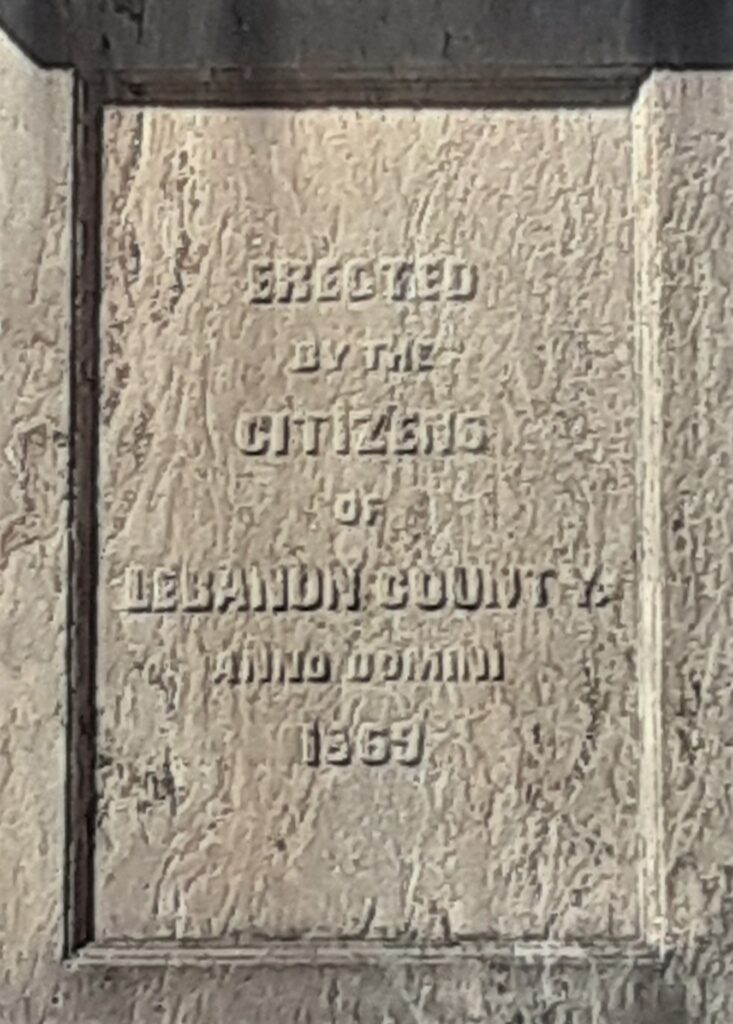 ERECTED
BY THE
CITIZENS
OF
LEBANON COUNTY.
ANNO DOMINI
1869